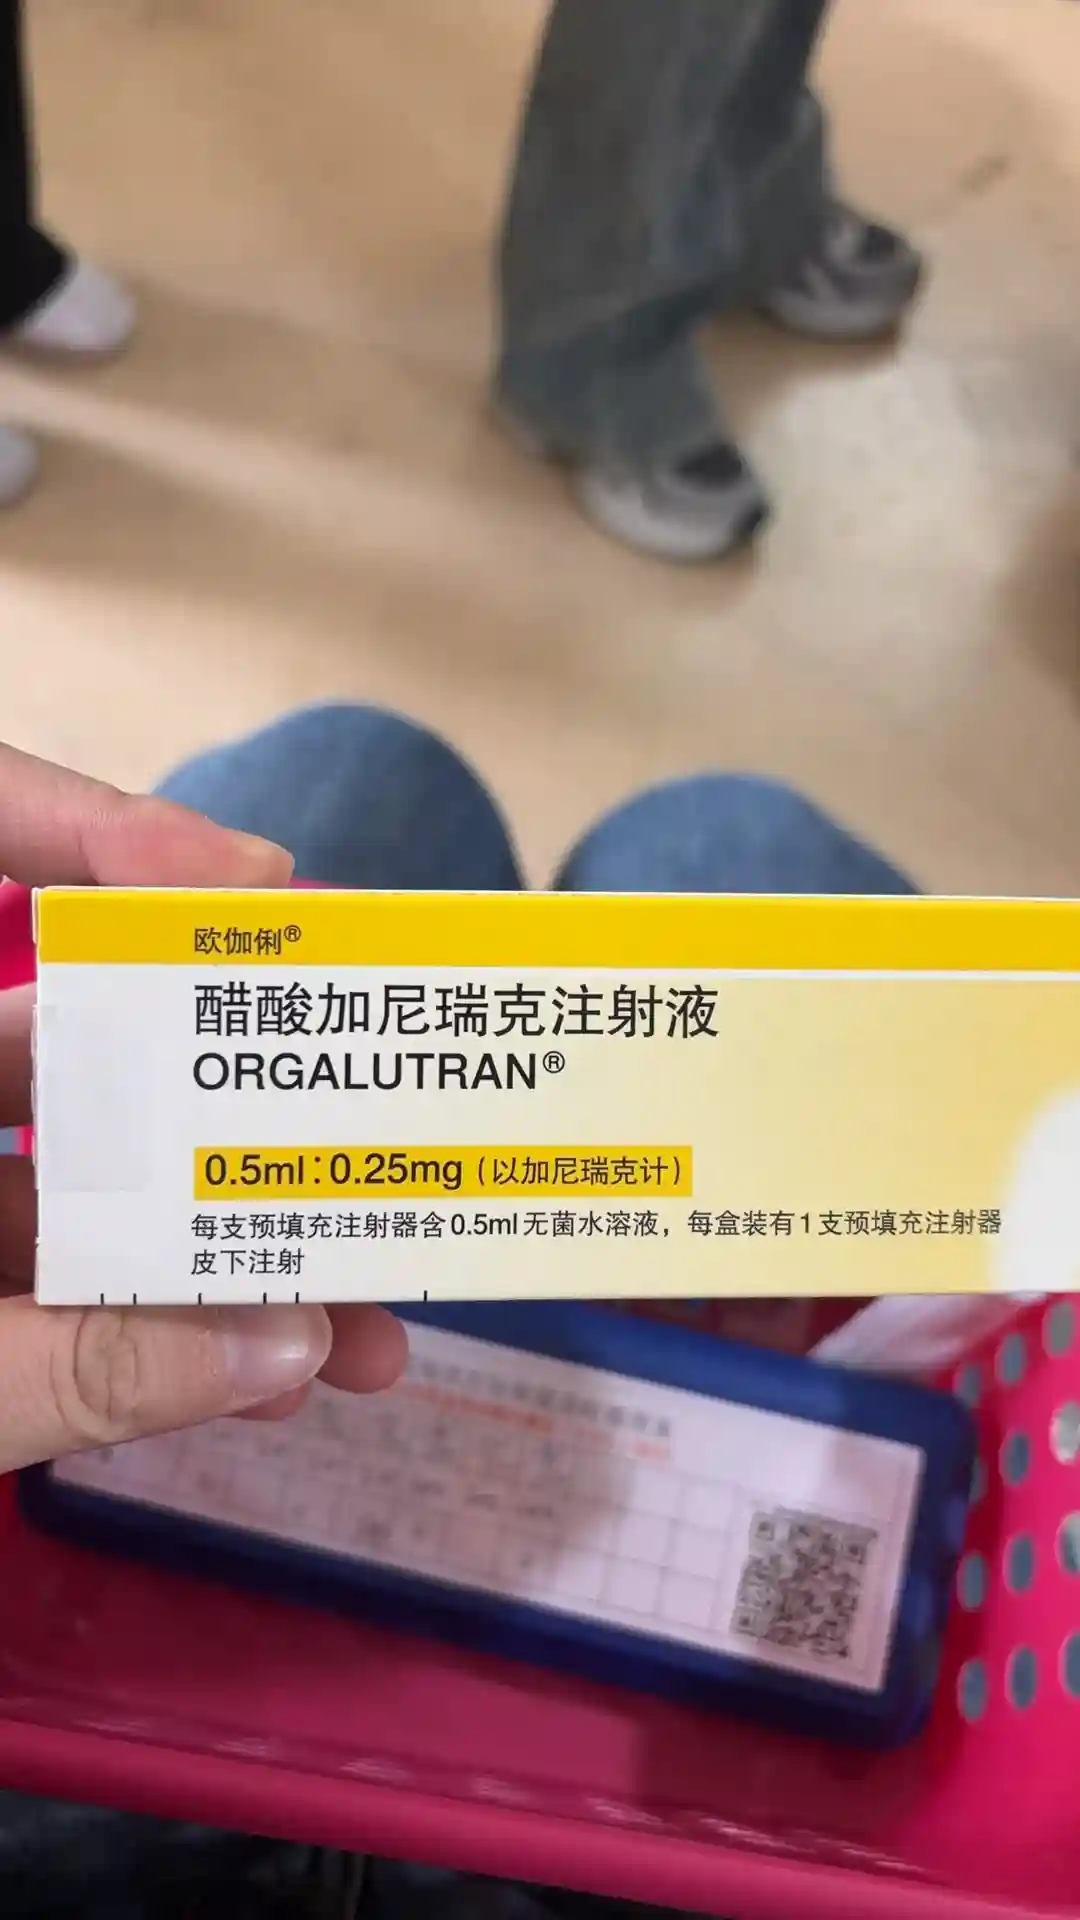 欧伽俐®
醋酸加尼瑞克注射液
ORGALUTRAN®
0.5ml:0.25mg（以加尼瑞克计）
每支预填充注射器含0.5ml无菌水溶液，每盒装有1支预填充注射器
皮下注射